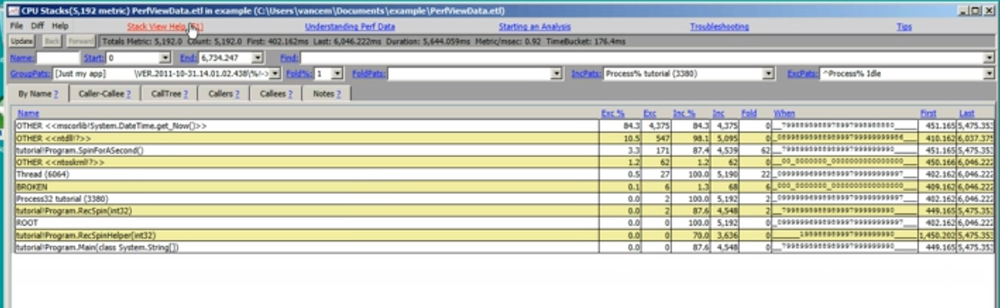 CPU Stacks(5,192 metric) PerfViewData.etl in example (C:\Users\vancem\Documents\example\PerfViewData.etl)
File Diff Help Stack View Help (F1) Understanding Perf Data Starting an Analysis Troubleshooting Tips
Update Back Forward Totals Metric: 5,192.0 Count: 5,192.0 First: 402.162ms Last: 6,046.222ms Duration: 5,644.059ms Metric/msec: 0.92 TimeBucket: 176.4ms
Name: Start: 0 End: 6,734.247 Find:
GroupPats: [Just my app] \VER.2011-10-31.14.01.02.438\%!-> Fold%: 1 FoldPats: IncPats: Process% tutorial (3380) ExcPats: ^Process% Idle
By Name ? Caller-Callee ? CallTree ? Callers ? Callees ? Notes ?
Name Exc % Exc Inc % Inc Fold When First Last
OTHER <<mscorlib!System.DateTime.get_Now()>> 84.3 4,375 84.3 4,375 0 451.165 5,475.353
OTHER <<ntdll!?>> 10.5 547 98.1 5,095 0 410.162 6,037.375
tutorial!Program.SpinForASecond() 3.3 171 87.4 4,539 62 451.165 5,475.353
OTHER <<ntoskrnl!?>> 1.2 62 1.2 62 0 450.166 6,046.222
Thread (6064) 0.5 27 100.0 5,190 22 402.162 6,046.222
BROKEN 0.1 6 1.3 68 6 409.162 6,046.222
Process32 tutorial (3380) 0.0 2 100.0 5,192 2 402.162 6,046.222
tutorial!Program.RecSpin(int32) 0.0 2 87.6 4,548 2 449.165 5,475.353
ROOT 0.0 0 100.0 5,192 0 402.162 6,046.222
tutorial!Program.RecSpinHelper(int32) 0.0 0 70.0 3,636 0 1,450.202 5,475.353
tutorial!Program.Main(class System.String[]) 0.0 0 87.6 4,548 0 449.165 5,475.353